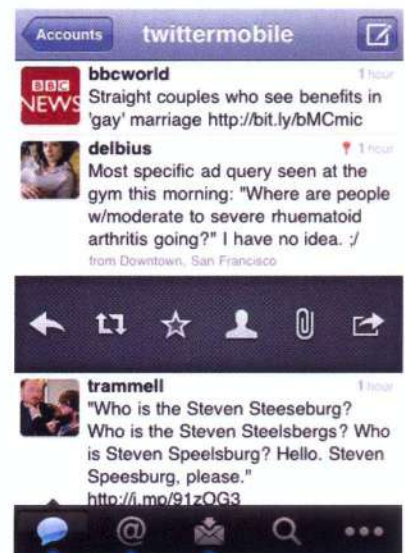 Accounts
twittermobile
BBC
NEWS
bbcworld
1 hour
Straight couples who see benefits in
'gay' marriage http://bit.ly/bMCmic
delbius
1 hour
Most specific ad query seen at the
gym this morning: "Where are people
w/moderate to severe rhuematoid
arthritis going?" I have no idea. ;/
from Downtown, San Francisco
trammell
1 hour
"Who is the Steven Steeseburg?
Who is the Steven Steelsbergs? Who
is Steven Speelsburg? Hello. Steven
Speesburg, please."
http://j.mp/91zOG3
@